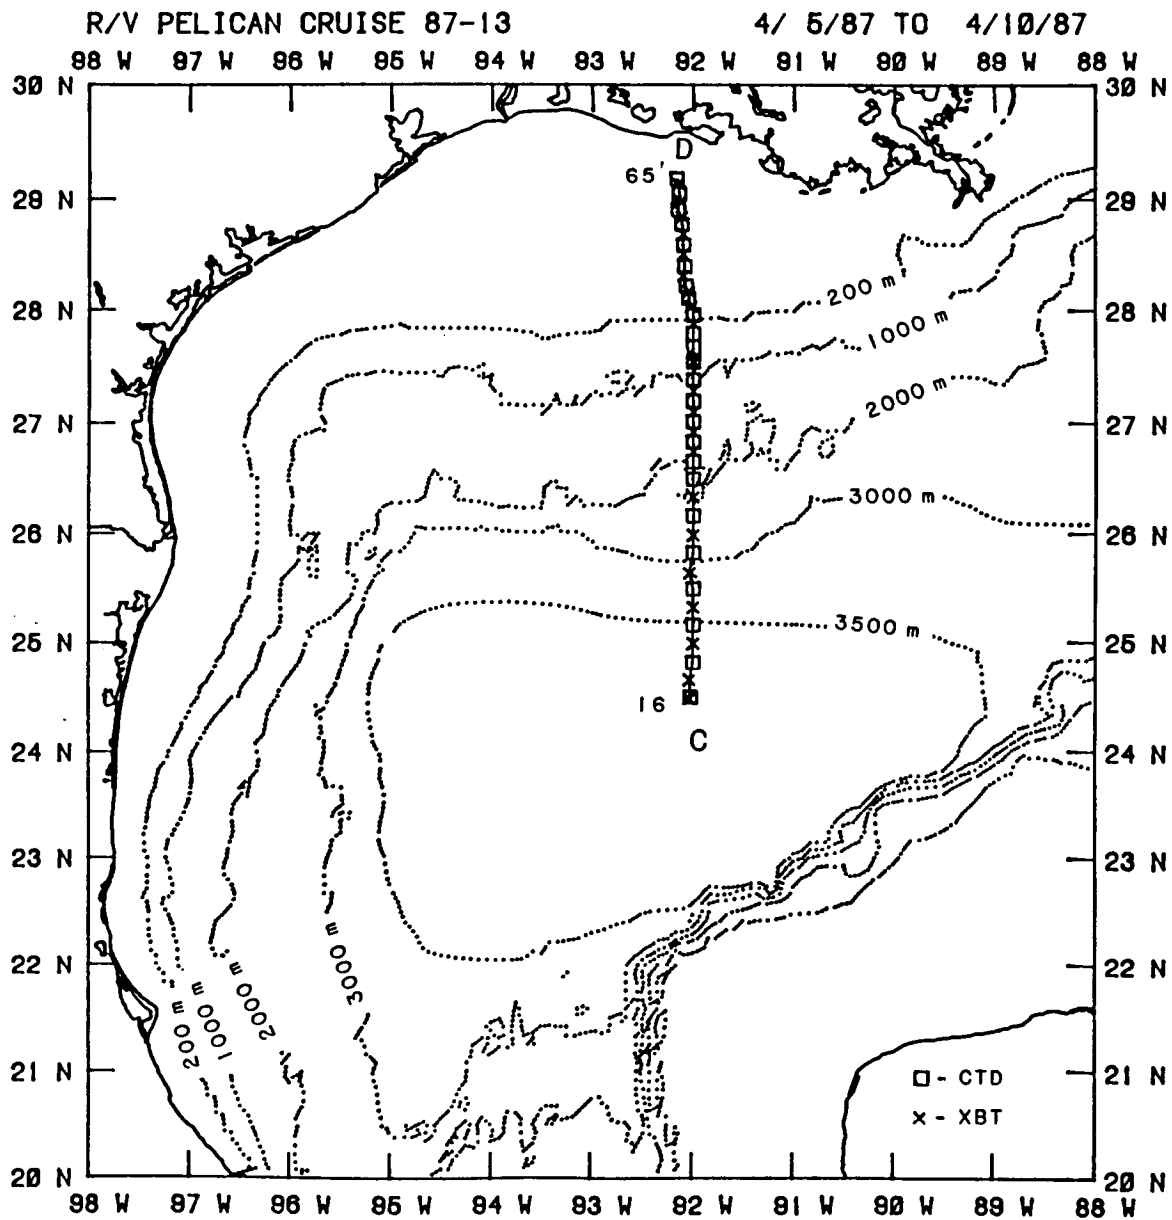 R/V PELICAN CRUISE 87-13 4/ 5/87 TO 4/10/87
98 W 97 W 96 W 95 W 94 W 93 W 92 W 91 W 90 W 89 W 88 W
30 N 30 N
D
65'
29 N 29 N
200 m
28 N 28 N
1000 m
2000 m
27 N 27 N
3000 m
26 N 26 N
3500 m
25 N 25 N
16
C
24 N 24 N
23 N 23 N
22 N 22 N
3000 m
2000 m
1000 m
200 m
21 N 21 N
□ - CTD
× - XBT
20 N 20 N
98 W 97 W 96 W 95 W 94 W 93 W 92 W 91 W 90 W 89 W 88 W